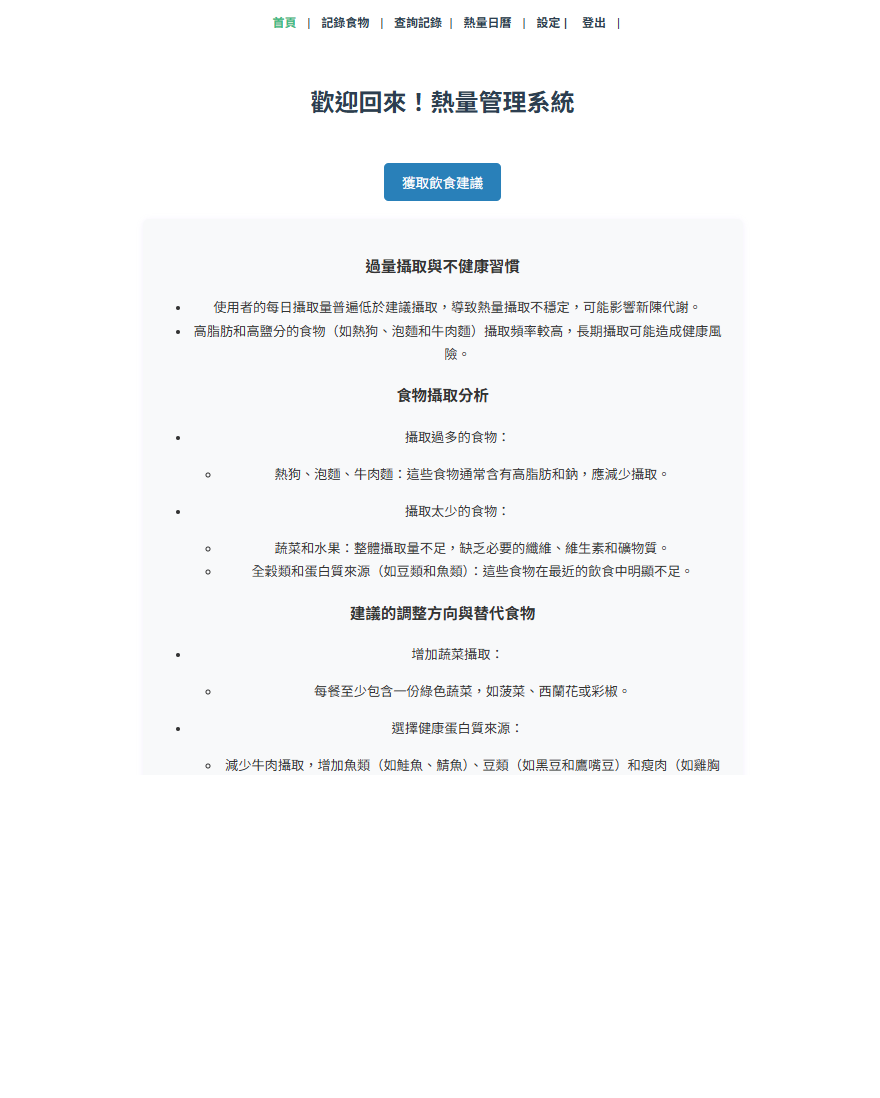 首頁 | 記錄食物 | 查詢記錄 | 熱量日曆 | 設定 | 登出 |
歡迎回來！熱量管理系統
獲取飲食建議
過量攝取與不健康習慣
• 使用者的每日攝取量普遍低於建議攝取，導致熱量攝取不穩定，可能影響新陳代謝。
• 高脂肪和高鹽分的食物（如熱狗、泡麵和牛肉麵）攝取頻率較高，長期攝取可能造成健康風
險。
食物攝取分析
• 攝取過多的食物：
◦ 熱狗、泡麵、牛肉麵：這些食物通常含有高脂肪和鈉，應減少攝取。
• 攝取太少的食物：
◦ 蔬菜和水果：整體攝取量不足，缺乏必要的纖維、維生素和礦物質。
◦ 全穀類和蛋白質來源（如豆類和魚類）：這些食物在最近的飲食中明顯不足。
建議的調整方向與替代食物
• 增加蔬菜攝取：
◦ 每餐至少包含一份綠色蔬菜，如菠菜、西蘭花或彩椒。
• 選擇健康蛋白質來源：
◦ 減少牛肉攝取，增加魚類（如鮭魚、鯖魚）、豆類（如黑豆和鷹嘴豆）和瘦肉（如雞胸